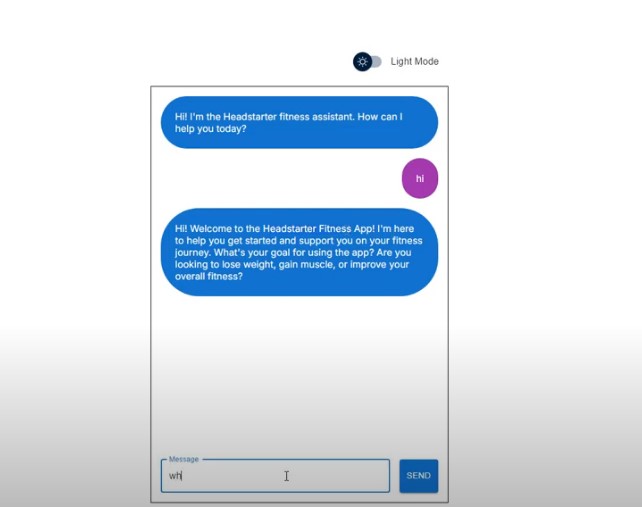 Light Mode
Hi! I'm the Headstarter fitness assistant. How can I
help you today?
hi
Hi! Welcome to the Headstarter Fitness App! I'm here
to help you get started and support you on your fitness
journey. What's your goal for using the app? Are you
looking to lose weight, gain muscle, or improve your
overall fitness?
Message
wh
SEND